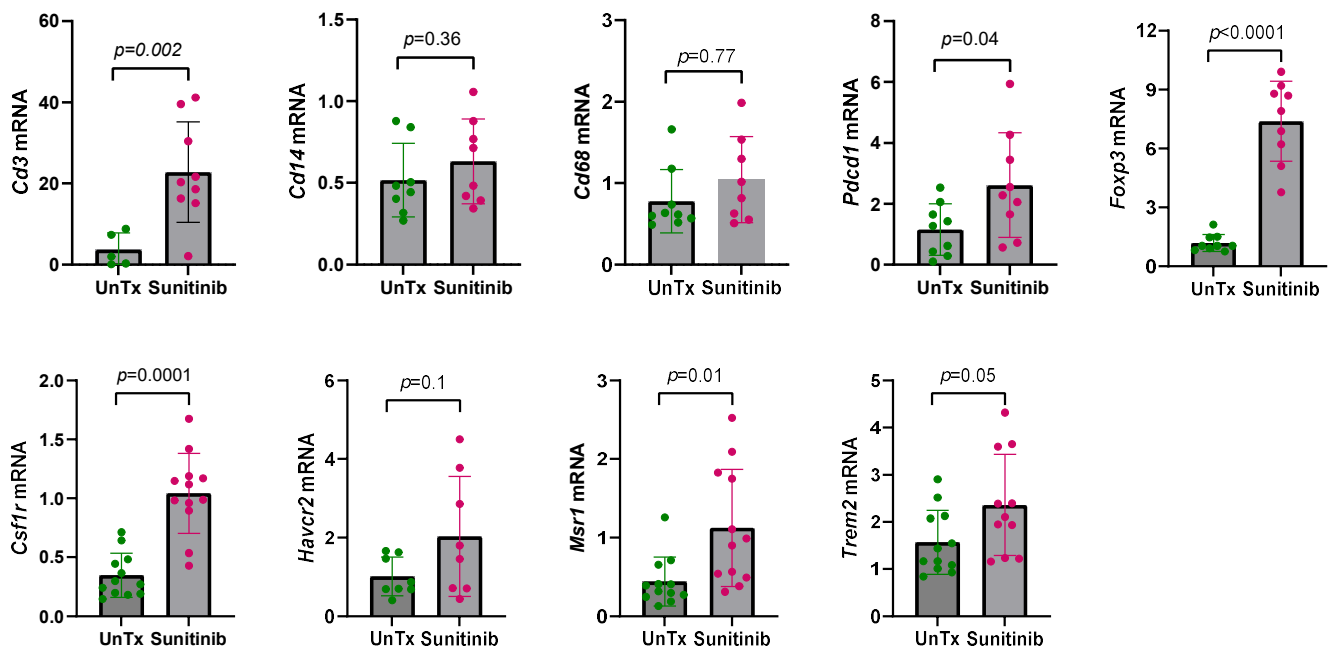 Cd3 mRNA
60
40
20
0
p=0.002
UnTx Sunitinib
Cd14 mRNA
1.5
1.0
0.5
0.0
p=0.36
UnTx Sunitinib
Cd68 mRNA
3
2
1
0
p=0.77
UnTx Sunitinib
Pdcd1 mRNA
8
6
4
2
0
p=0.04
UnTx Sunitinib
Foxp3 mRNA
12
9
6
3
0
p<0.0001
UnTx Sunitinib
Csf1r mRNA
2.0
1.5
1.0
0.5
0.0
p=0.0001
UnTx Sunitinib
Havcr2 mRNA
6
4
2
0
p=0.1
UnTx Sunitinib
Msr1 mRNA
3
2
1
0
p=0.01
UnTx Sunitinib
Trem2 mRNA
5
4
3
2
1
0
p=0.05
UnTx Sunitinib